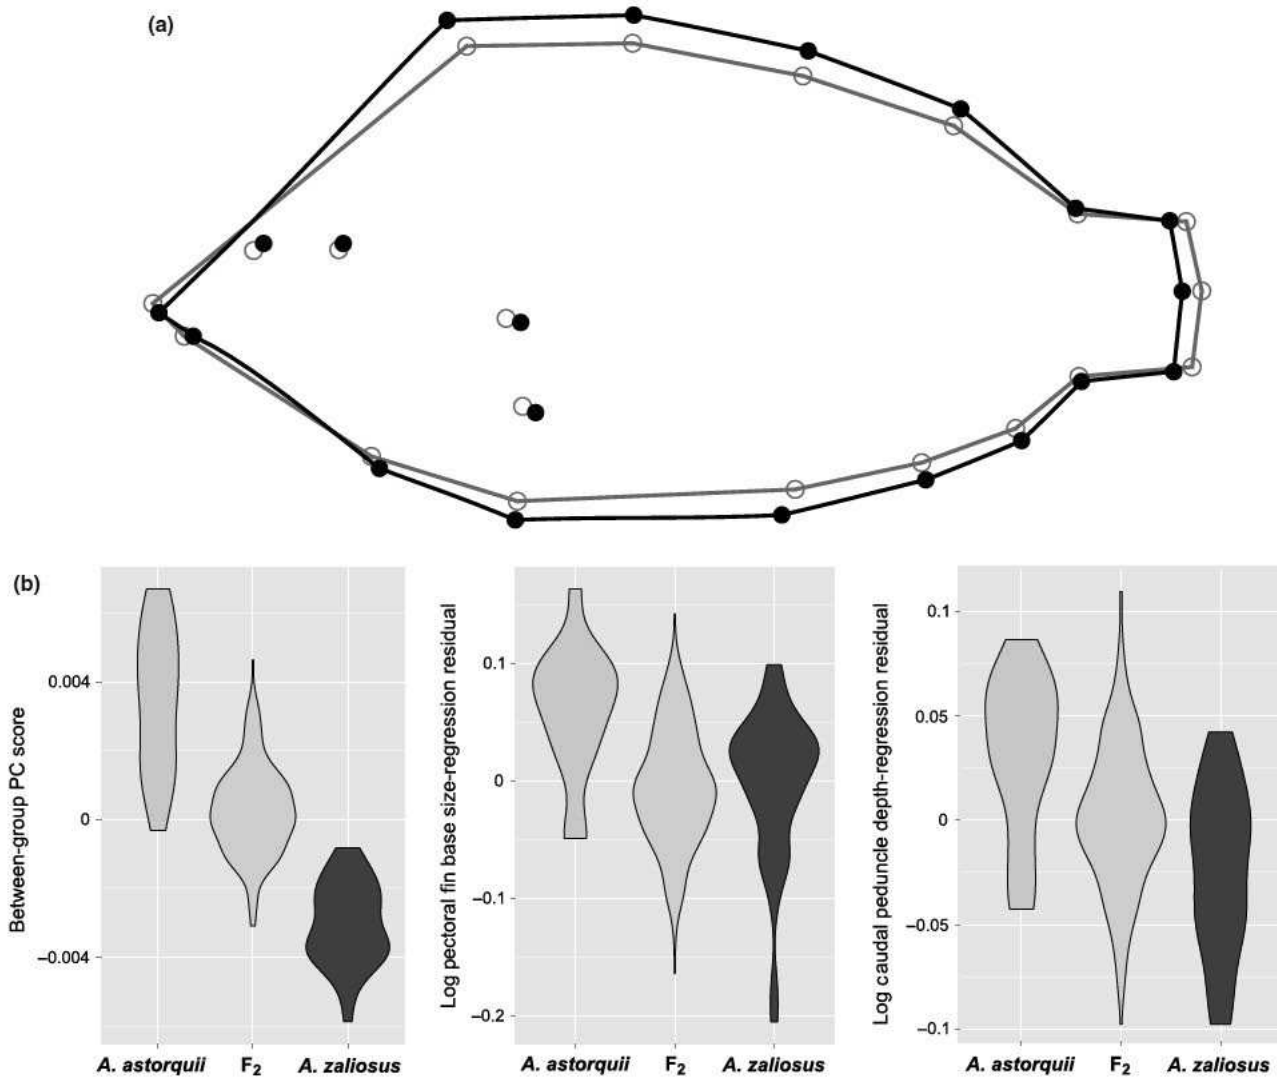 (a)
(b)
Between-group PC score
0.004
0
−0.004
A. astorquii F2 A. zaliosus
Log pectoral fin base size-regression residual
0.1
0
−0.1
−0.2
A. astorquii F2 A. zaliosus
Log caudal peduncle depth-regression residual
0.1
0.05
0
−0.05
−0.1
A. astorquii F2 A. zaliosus